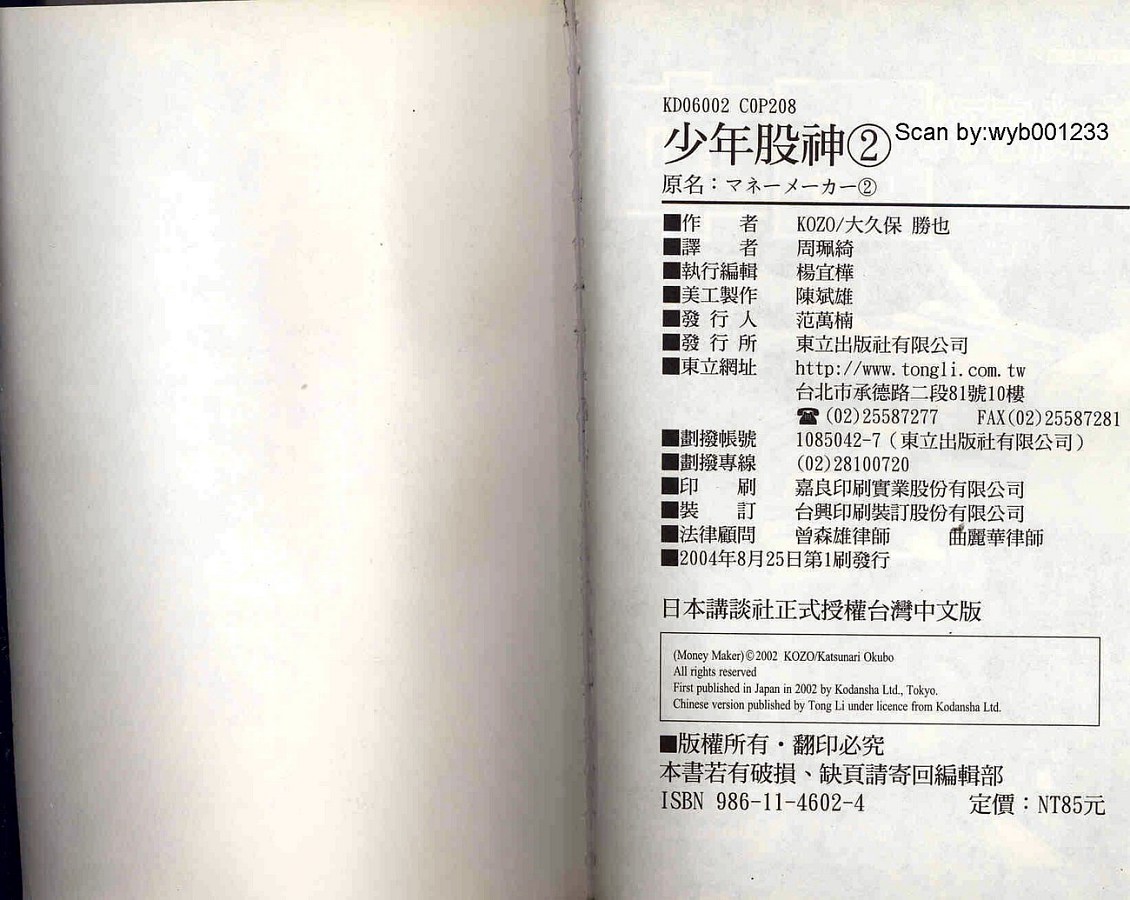 KD06002 COP208
少年股神② Scan by:wyb001233
原名：マネーメーカー②
■作 者 KOZO/大久保 勝也
■譯 者 周珮綺
■執行編輯 楊宜樺
■美工製作 陳斌雄
■發 行 人 范萬楠
■發 行 所 東立出版社有限公司
■東立網址 http://www.tongli.com.tw
台北市承德路二段81號10樓
☎(02)25587277 FAX(02)25587281
■劃撥帳號 1085042-7（東立出版社有限公司）
■劃撥專線 (02)28100720
■印 刷 嘉良印刷實業股份有限公司
■裝 訂 台興印刷裝訂股份有限公司
■法律顧問 曾森雄律師 曲麗華律師
■2004年8月25日第1刷發行
日本講談社正式授權台灣中文版
(Money Maker)©2002 KOZO/Katsunari Okubo
All rights reserved
First published in Japan in 2002 by Kodansha Ltd., Tokyo.
Chinese version published by Tong Li under licence from Kodansha Ltd.
■版權所有・翻印必究
本書若有破損、缺頁請寄回編輯部
ISBN 986-11-4602-4 定價：NT85元